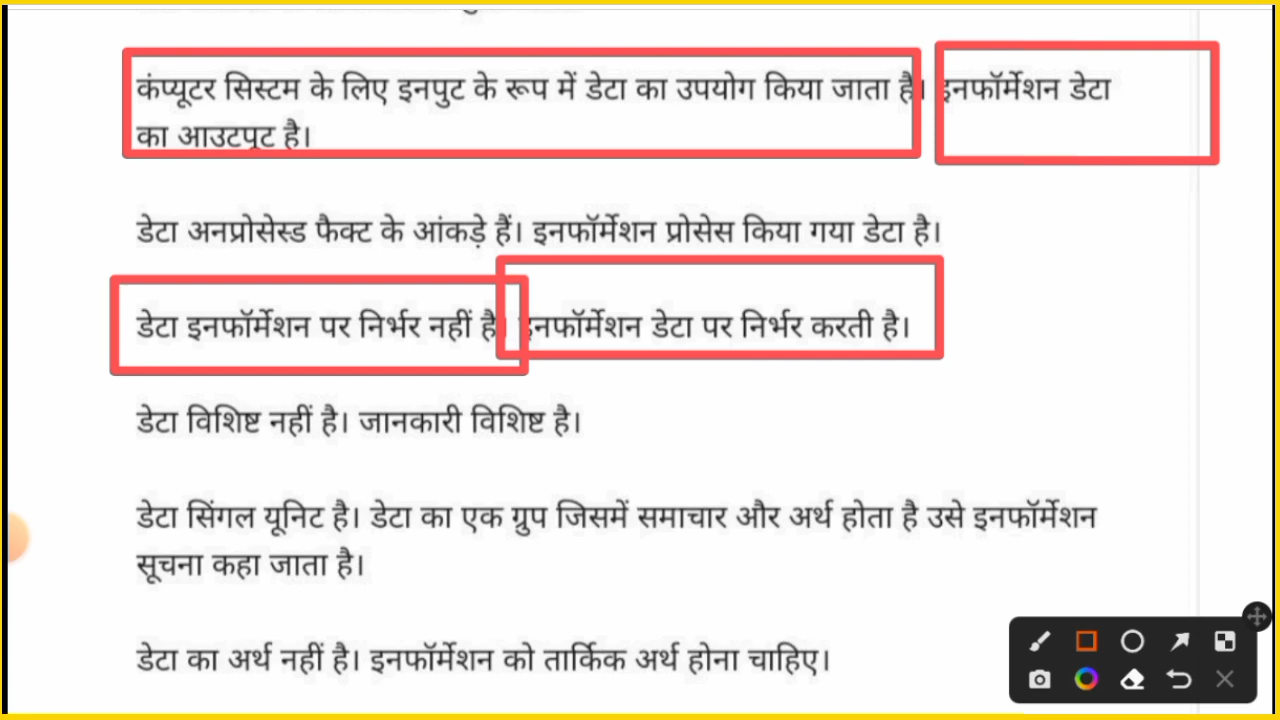 कंप्यूटर सिस्टम के लिए इनपुट के रूप में डेटा का उपयोग किया जाता है। इनफॉर्मेशन डेटा
का आउटपुट है।
डेटा अनप्रोसेस्ड फैक्ट के आंकड़े हैं। इनफॉर्मेशन प्रोसेस किया गया डेटा है।
डेटा इनफॉर्मेशन पर निर्भर नहीं है। इनफॉर्मेशन डेटा पर निर्भर करती है।
डेटा विशिष्ट नहीं है। जानकारी विशिष्ट है।
डेटा सिंगल यूनिट है। डेटा का एक ग्रुप जिसमें समाचार और अर्थ होता है उसे इनफॉर्मेशन
सूचना कहा जाता है।
डेटा का अर्थ नहीं है। इनफॉर्मेशन को तार्किक अर्थ होना चाहिए।